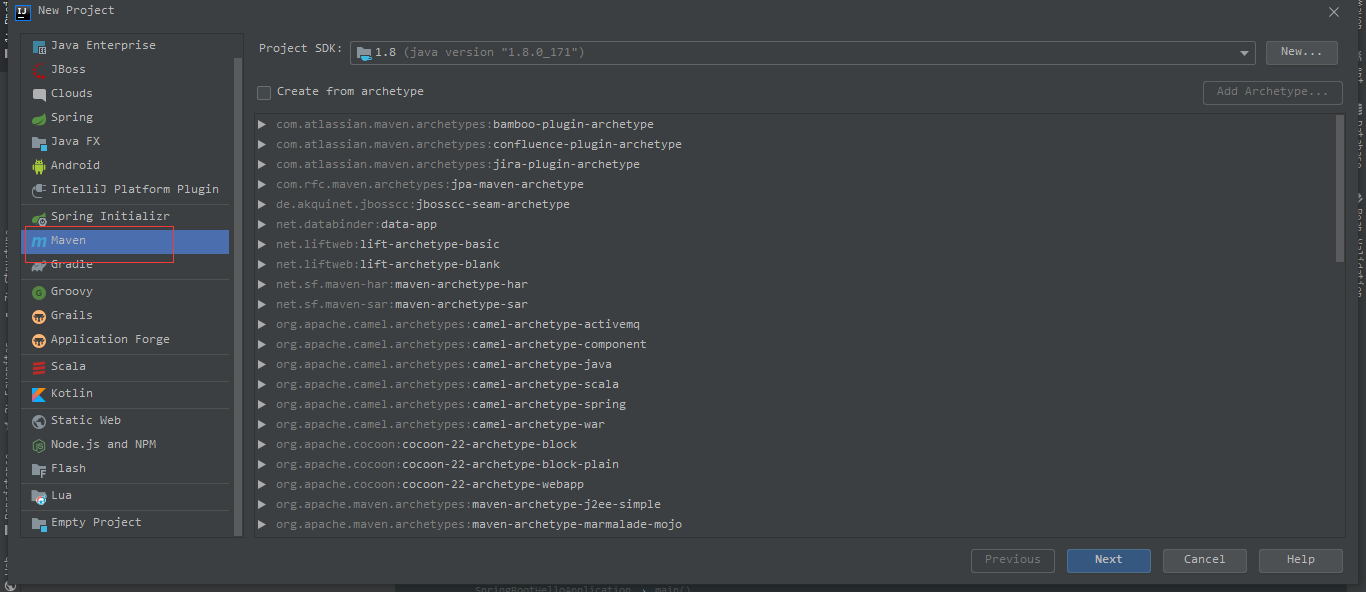 New Project
Java Enterprise
JBoss
Clouds
Spring
Java FX
Android
IntelliJ Platform Plugin
Spring Initializr
Maven
Gradle
Groovy
Grails
Application Forge
Scala
Kotlin
Static Web
Node.js and NPM
Flash
Lua
Empty Project
Project SDK: 1.8 (java version "1.8.0_171") New...
Create from archetype Add Archetype...
com.atlassian.maven.archetypes:bamboo-plugin-archetype
com.atlassian.maven.archetypes:confluence-plugin-archetype
com.atlassian.maven.archetypes:jira-plugin-archetype
com.rfc.maven.archetypes:jpa-maven-archetype
de.akquinet.jbosscc:jbosscc-seam-archetype
net.databinder:data-app
net.liftweb:lift-archetype-basic
net.liftweb:lift-archetype-blank
net.sf.maven-har:maven-archetype-har
net.sf.maven-sar:maven-archetype-sar
org.apache.camel.archetypes:camel-archetype-activemq
org.apache.camel.archetypes:camel-archetype-component
org.apache.camel.archetypes:camel-archetype-java
org.apache.camel.archetypes:camel-archetype-scala
org.apache.camel.archetypes:camel-archetype-spring
org.apache.camel.archetypes:camel-archetype-war
org.apache.cocoon:cocoon-22-archetype-block
org.apache.cocoon:cocoon-22-archetype-block-plain
org.apache.cocoon:cocoon-22-archetype-webapp
org.apache.maven.archetypes:maven-archetype-j2ee-simple
org.apache.maven.archetypes:maven-archetype-marmalade-mojo
Previous Next Cancel Help
SpringBootHelloApplication › main()